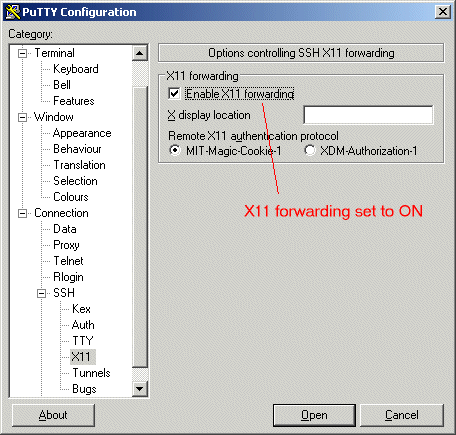 PuTTY Configuration
Category:
Terminal
Keyboard
Bell
Features
Window
Appearance
Behaviour
Translation
Selection
Colours
Connection
Data
Proxy
Telnet
Rlogin
SSH
Kex
Auth
TTY
X11
Tunnels
Bugs
Options controlling SSH X11 forwarding
X11 forwarding
Enable X11 forwarding
X display location
Remote X11 authentication protocol
MIT-Magic-Cookie-1 XDM-Authorization-1
X11 forwarding set to ON
About Open Cancel